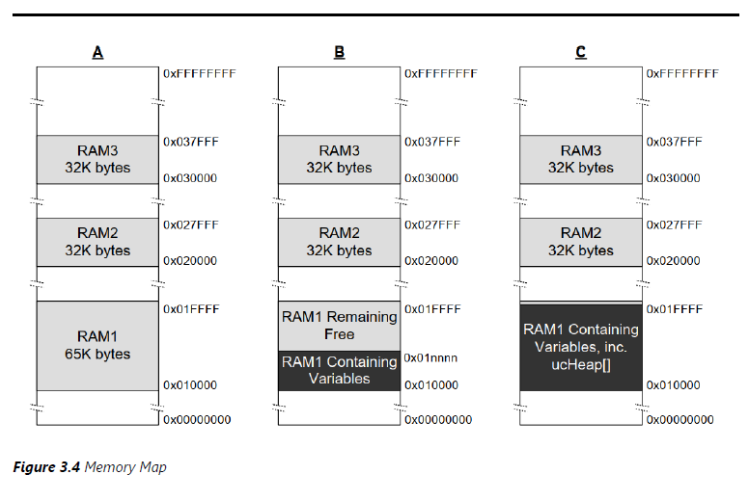 A
0xFFFFFFFF
RAM3
32K bytes
0x037FFF
0x030000
RAM2
32K bytes
0x027FFF
0x020000
RAM1
65K bytes
0x01FFFF
0x010000
0x00000000
B
0xFFFFFFFF
RAM3
32K bytes
0x037FFF
0x030000
RAM2
32K bytes
0x027FFF
0x020000
RAM1 Remaining
Free
0x01FFFF
RAM1 Containing
Variables
0x01nnnn
0x010000
0x00000000
C
0xFFFFFFFF
RAM3
32K bytes
0x037FFF
0x030000
RAM2
32K bytes
0x027FFF
0x020000
RAM1 Containing
Variables, inc.
ucHeap[]
0x01FFFF
0x010000
0x00000000
Figure 3.4 Memory Map